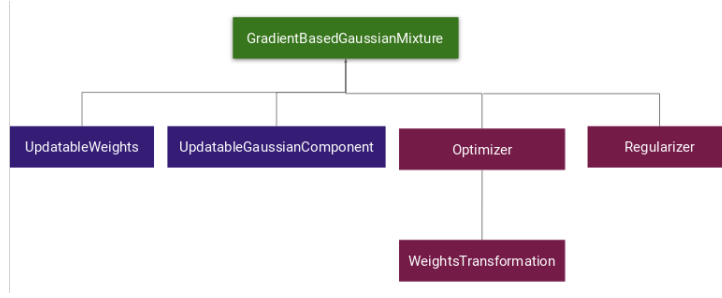 GradientBasedGaussianMixture
UpdatableWeights
UpdatableGaussianComponent
Optimizer
Regularizer
WeightsTransformation